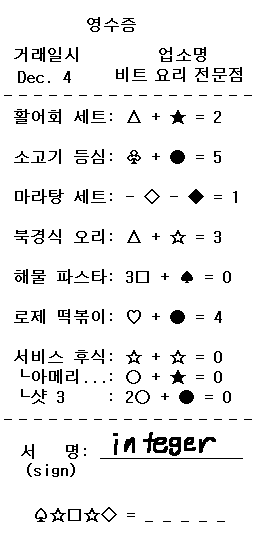 영수증
거래일시 업소명
Dec. 4 비트 요리 전문점
활어회 세트: △ + ★ = 2
소고기 등심: ♧ + ● = 5
마라탕 세트: - ◇ - ◆ = 1
북경식 오리: △ + ☆ = 3
해물 파스타: 3□ + ♠ = 0
로제 떡볶이: ♡ + ● = 4
서비스 후식: ☆ + ☆ = 0
└아메리...: ○ + ★ = 0
└샷 3 : 2○ + ● = 0
서 명: integer
(sign)
♤☆□☆◇ = _ _ _ _ _